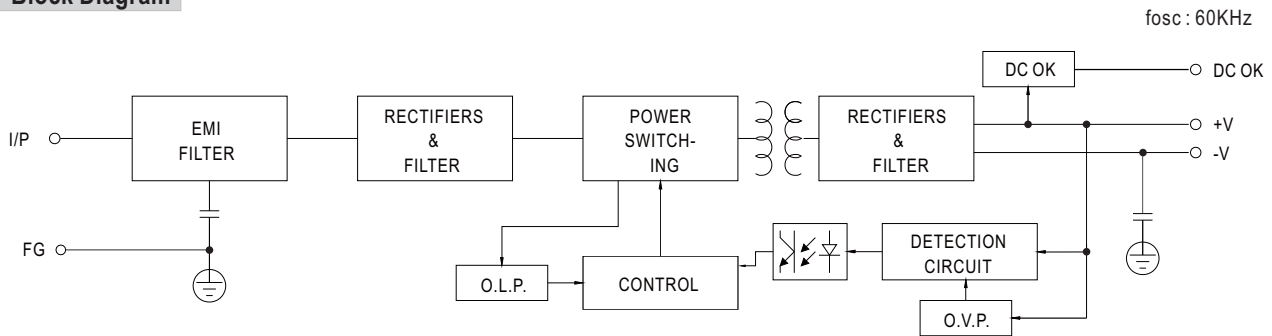 Block Diagram
fosc : 60KHz
DC OK
DC OK
I/P
EMI
FILTER
RECTIFIERS
&
FILTER
POWER
SWITCH-
ING
RECTIFIERS
&
FILTER
+V
-V
FG
O.L.P.
CONTROL
DETECTION
CIRCUIT
O.V.P.